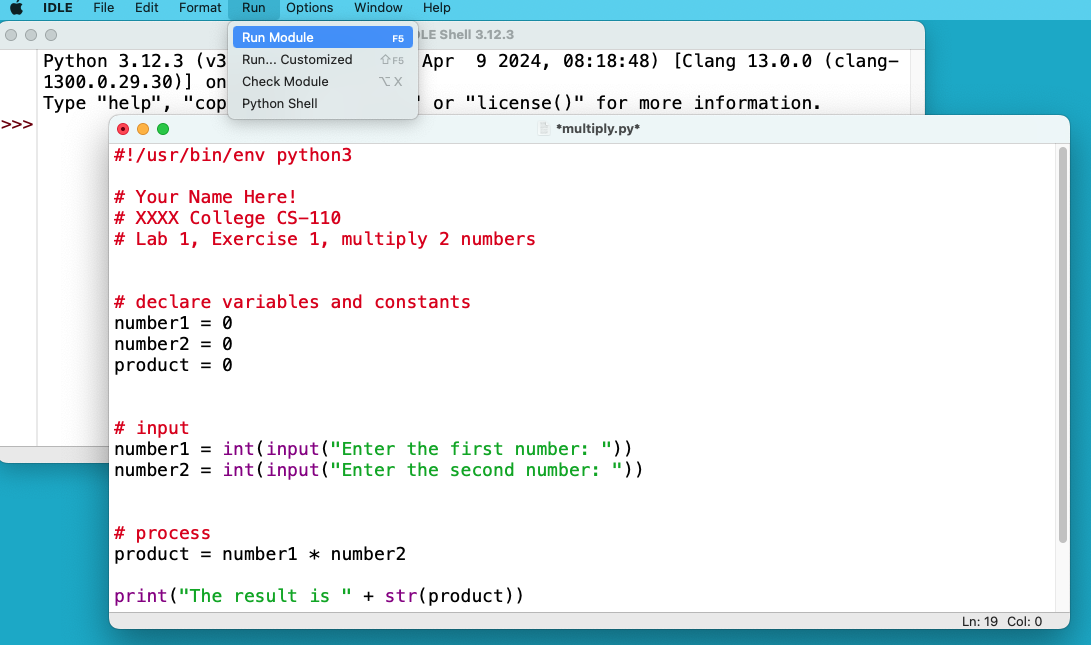 IDLE File Edit Format Run Options Window Help
LE Shell 3.12.3
Run Module F5
Run... Customized ⇧F5
Check Module ⌥X
Python Shell
Python 3.12.3 (v3 Apr  9 2024, 08:18:48) [Clang 13.0.0 (clang-
1300.0.29.30)] on
Type "help", "cop " or "license()" for more information.
>>>
*multiply.py*
#!/usr/bin/env python3
# Your Name Here!
# XXXX College CS-110
# Lab 1, Exercise 1, multiply 2 numbers
# declare variables and constants
number1 = 0
number2 = 0
product = 0
# input
number1 = int(input("Enter the first number: "))
number2 = int(input("Enter the second number: "))
# process
product = number1 * number2
print("The result is " + str(product))
Ln: 19 Col: 0